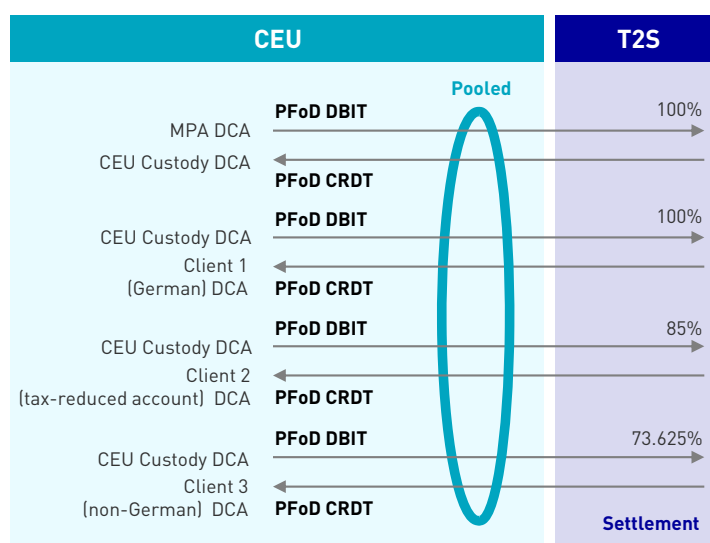 CEU
T2S
Pooled
PFoD DBIT
100%
MPA DCA
CEU Custody DCA
PFoD CRDT
PFoD DBIT
100%
CEU Custody DCA
Client 1
(German) DCA
PFoD CRDT
PFoD DBIT
85%
CEU Custody DCA
Client 2
(tax-reduced account) DCA
PFoD CRDT
PFoD DBIT
73.625%
CEU Custody DCA
Client 3
(non-German) DCA
PFoD CRDT
Settlement